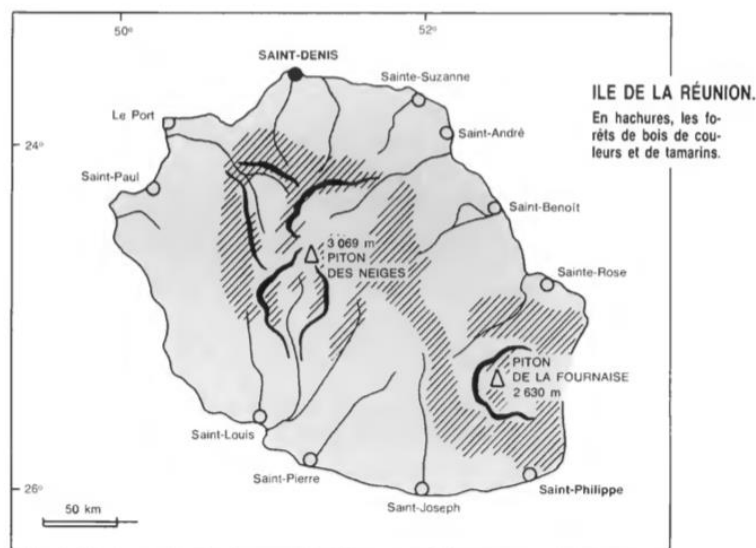 50°
52°
SAINT-DENIS
Sainte-Suzanne
ILE DE LA RÉUNION.
En hachures, les fo-
rêts de bois de cou-
leurs et de tamarins.
Le Port
Saint-André
24°
Saint-Paul
Saint-Benoît
3 069 m
PITON
DES NEIGES
Sainte-Rose
PITON
DE LA FOURNAISE
2 630 m
Saint-Louis
Saint-Pierre
Saint-Philippe
26°
50 km
Saint-Joseph